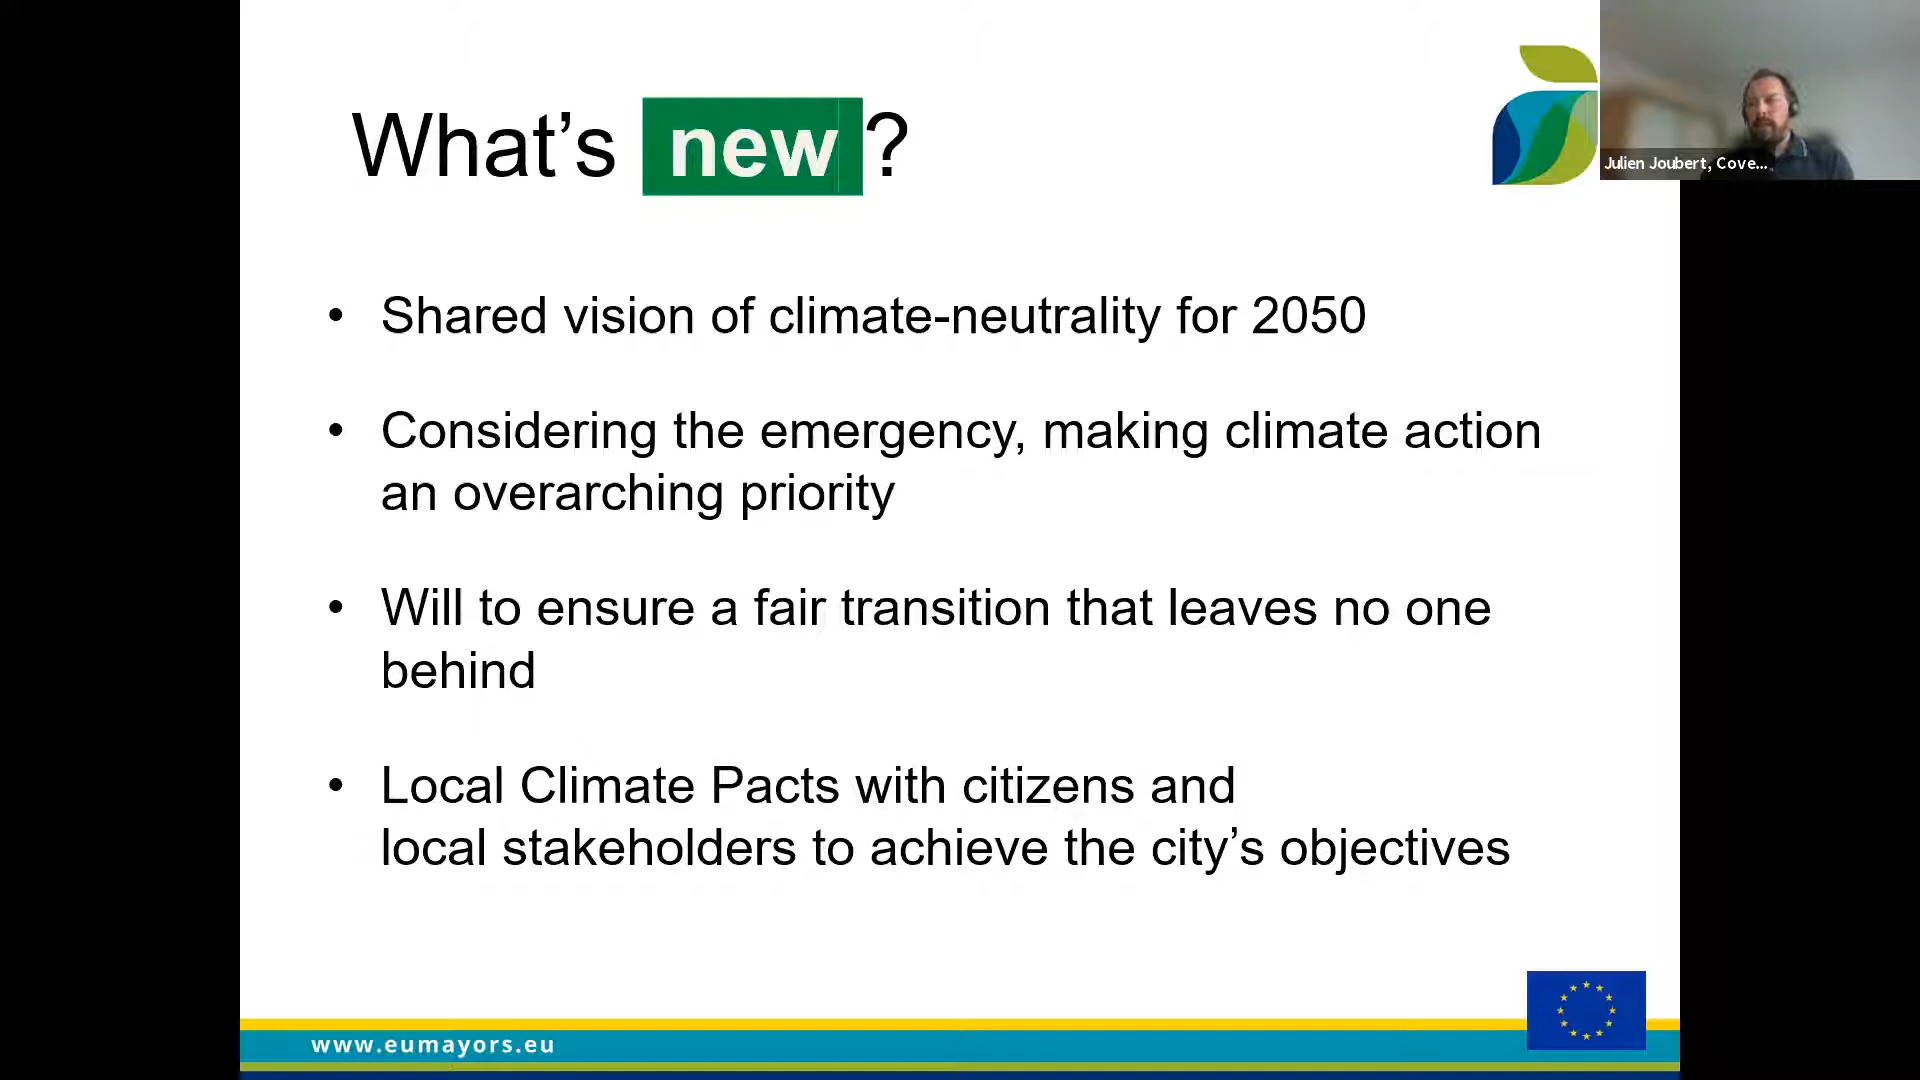 What’s new ?
Julien Joubert, Cove...
• Shared vision of climate-neutrality for 2050
• Considering the emergency, making climate action
an overarching priority
• Will to ensure a fair transition that leaves no one
behind
• Local Climate Pacts with citizens and
local stakeholders to achieve the city’s objectives
www.eumayors.eu